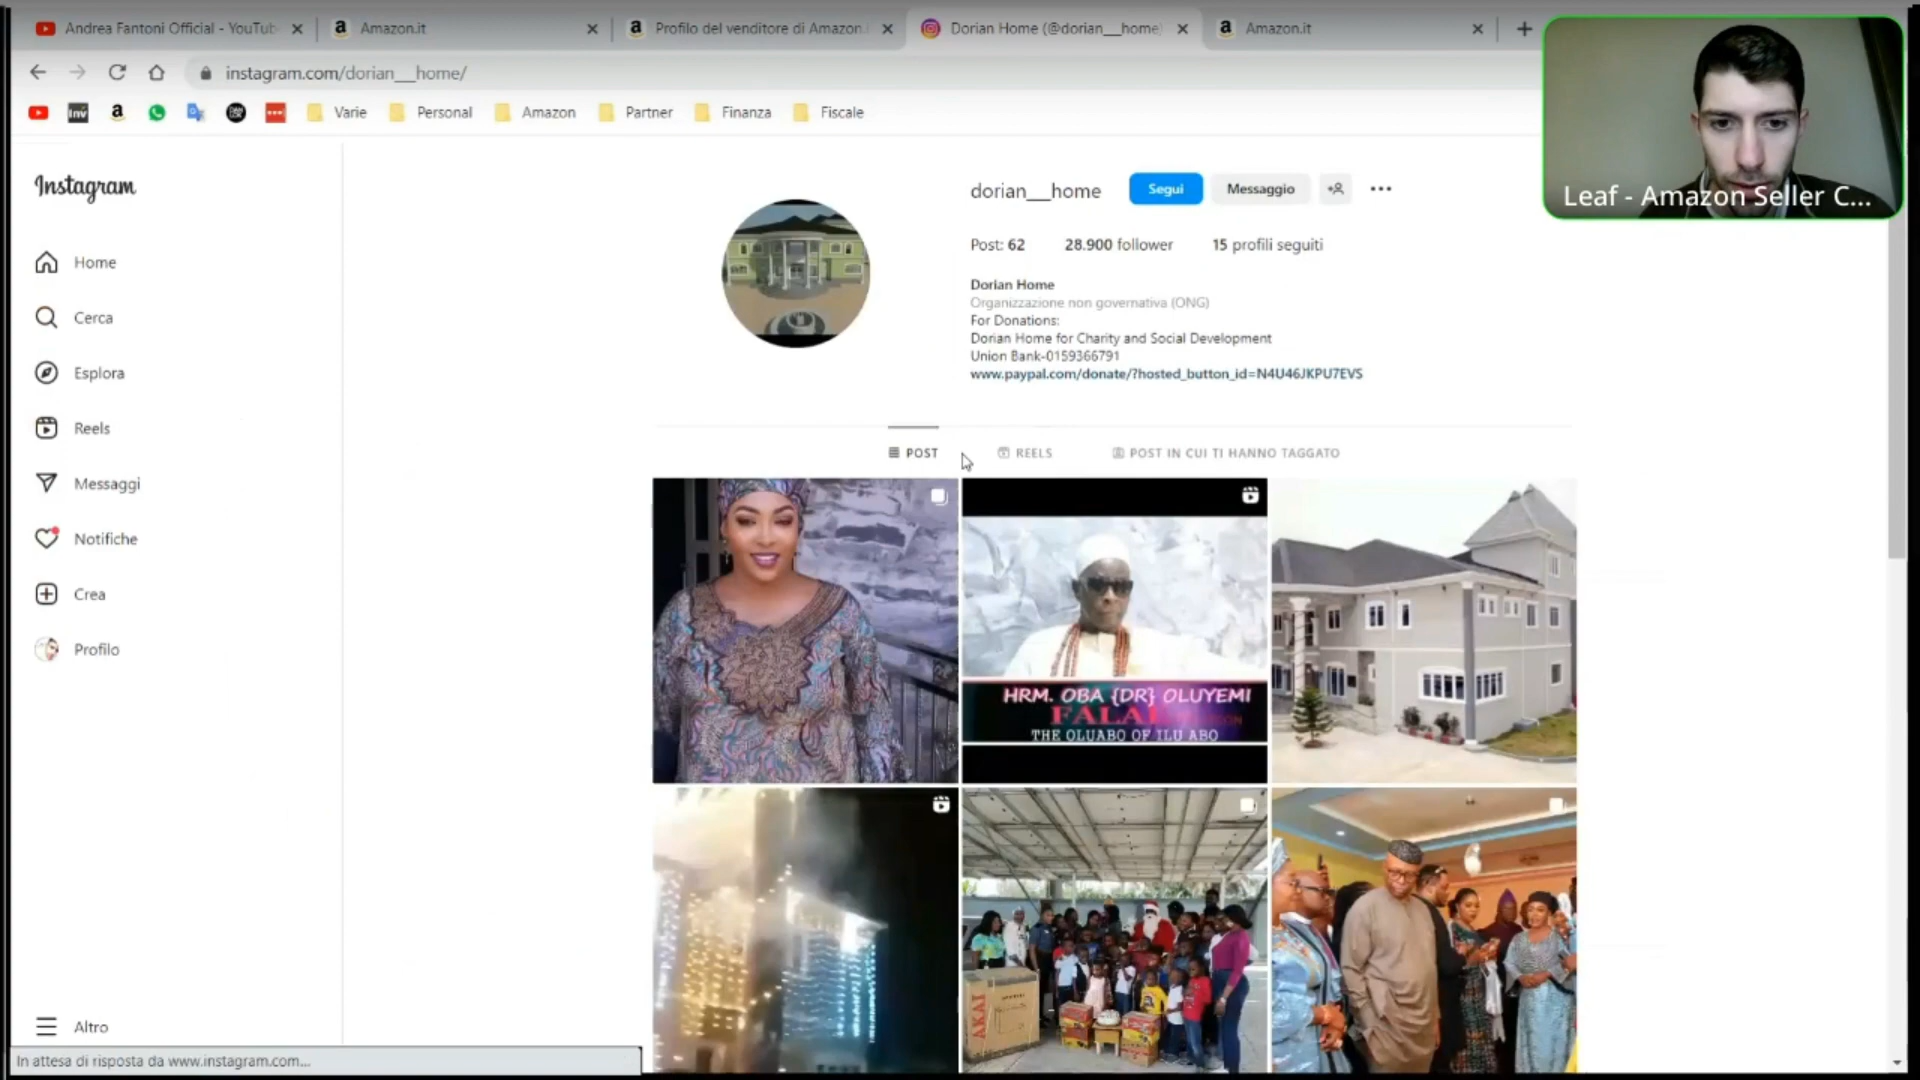 Andrea Fantoni Official - YouTub
Amazon.it
Profilo del venditore di Amazon.
Dorian Home (@dorian__home)
Amazon.it
instagram.com/dorian__home/
Inv
Varie
Personal
Amazon
Partner
Finanza
Fiscale
Leaf - Amazon Seller C...
Instagram
Home
Cerca
Esplora
Reels
Messaggi
Notifiche
Crea
Profilo
Altro
dorian__home
Segui
Messaggio
Post: 62 28.900 follower 15 profili seguiti
Dorian Home
Organizzazione non governativa (ONG)
For Donations:
Dorian Home for Charity and Social Development
Union Bank-0159366791
www.paypal.com/donate/?hosted_button_id=N4U46JKPU7EVS
POST
REELS
POST IN CUI TI HANNO TAGGATO
HRM. OBA {DR} OLUYEMI
THE OLUABO OF ILU ABO
AKAI
In attesa di risposta da www.instagram.com...